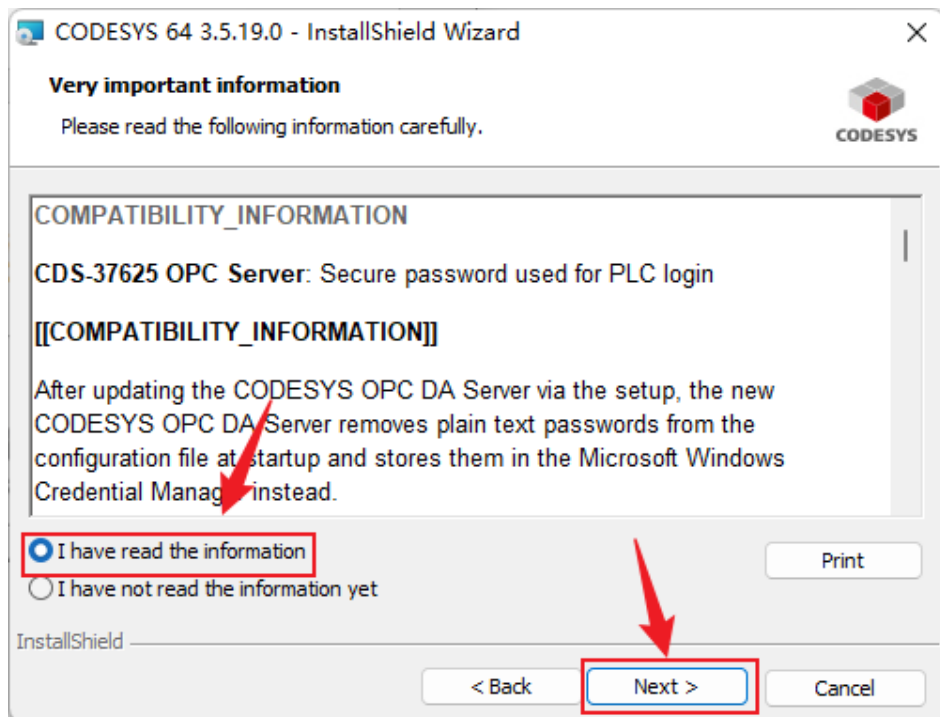 CODESYS 64 3.5.19.0 - InstallShield Wizard
Very important information
Please read the following information carefully.
CODESYS
COMPATIBILITY_INFORMATION
CDS-37625 OPC Server: Secure password used for PLC login
[[COMPATIBILITY_INFORMATION]]
After updating the CODESYS OPC DA Server via the setup, the new
CODESYS OPC DA Server removes plain text passwords from the
configuration file at startup and stores them in the Microsoft Windows
Credential Manager instead.
I have read the information
Print
I have not read the information yet
InstallShield
< Back
Next >
Cancel